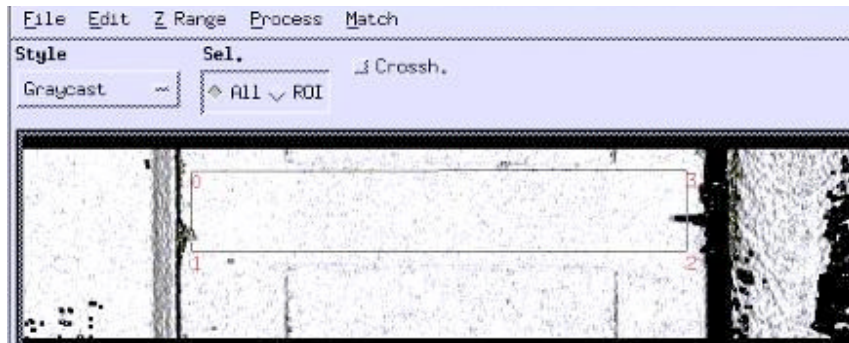 File Edit Z Range Process Match
Style Sel.
Crossh.
Graycast All ROI
0 3
1 2